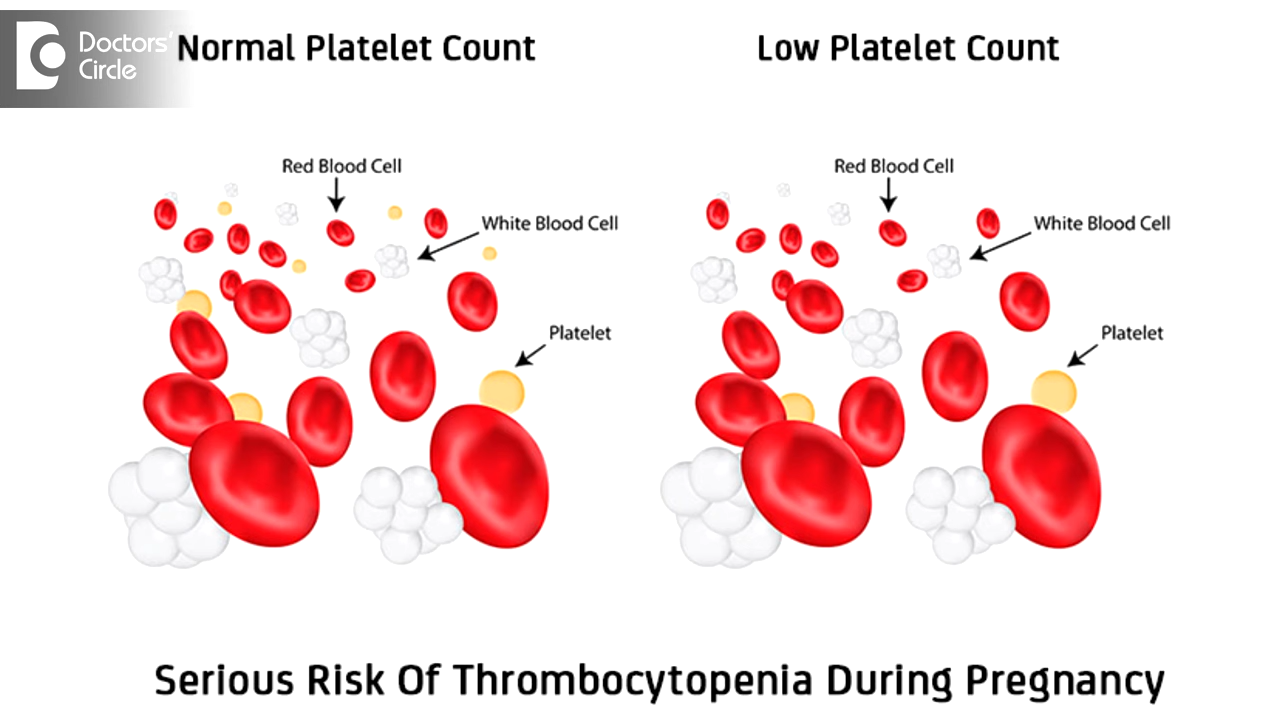 Doctors'
Circle
Normal Platelet Count
Low Platelet Count
Red Blood Cell
White Blood Cell
Platelet
Red Blood Cell
White Blood Cell
Platelet
Serious Risk Of Thrombocytopenia During Pregnancy